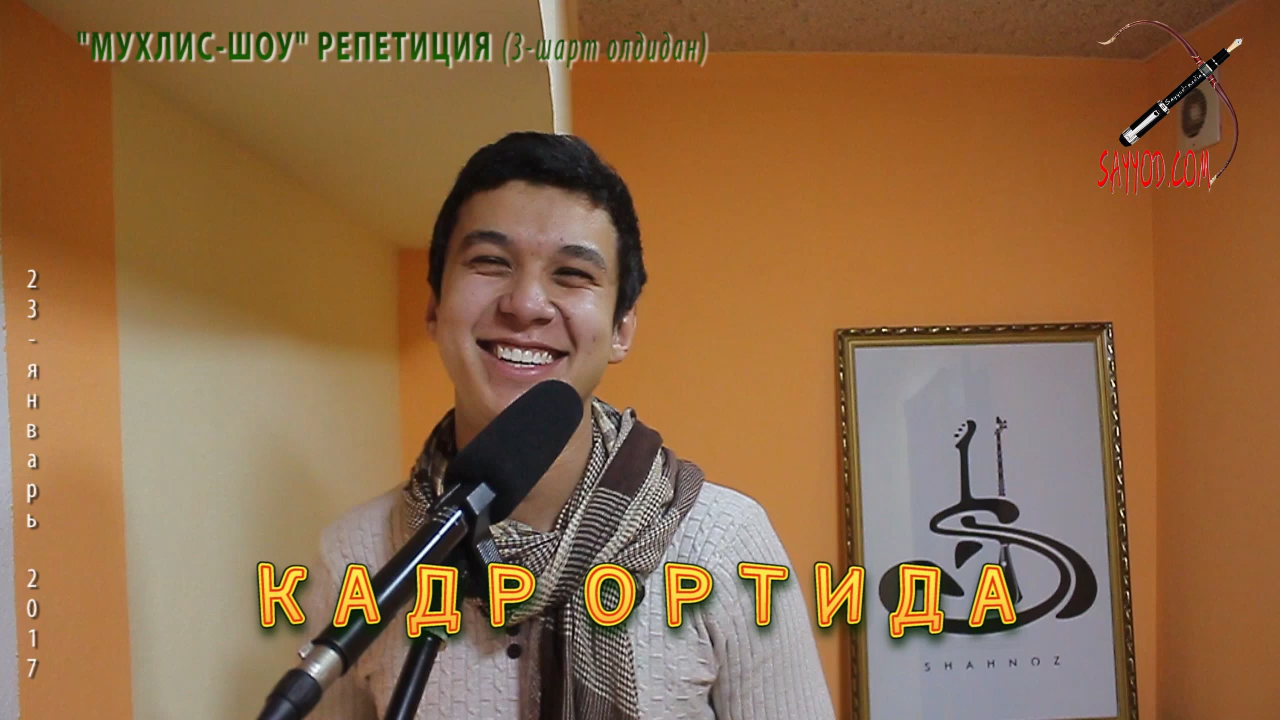 "МУХЛИС-ШОУ" РЕПЕТИЦИЯ (3-шарт олдидан)
SAYYOD.COM
23-январь 2017
КАДР ОРТИДА
SHAHNOZ